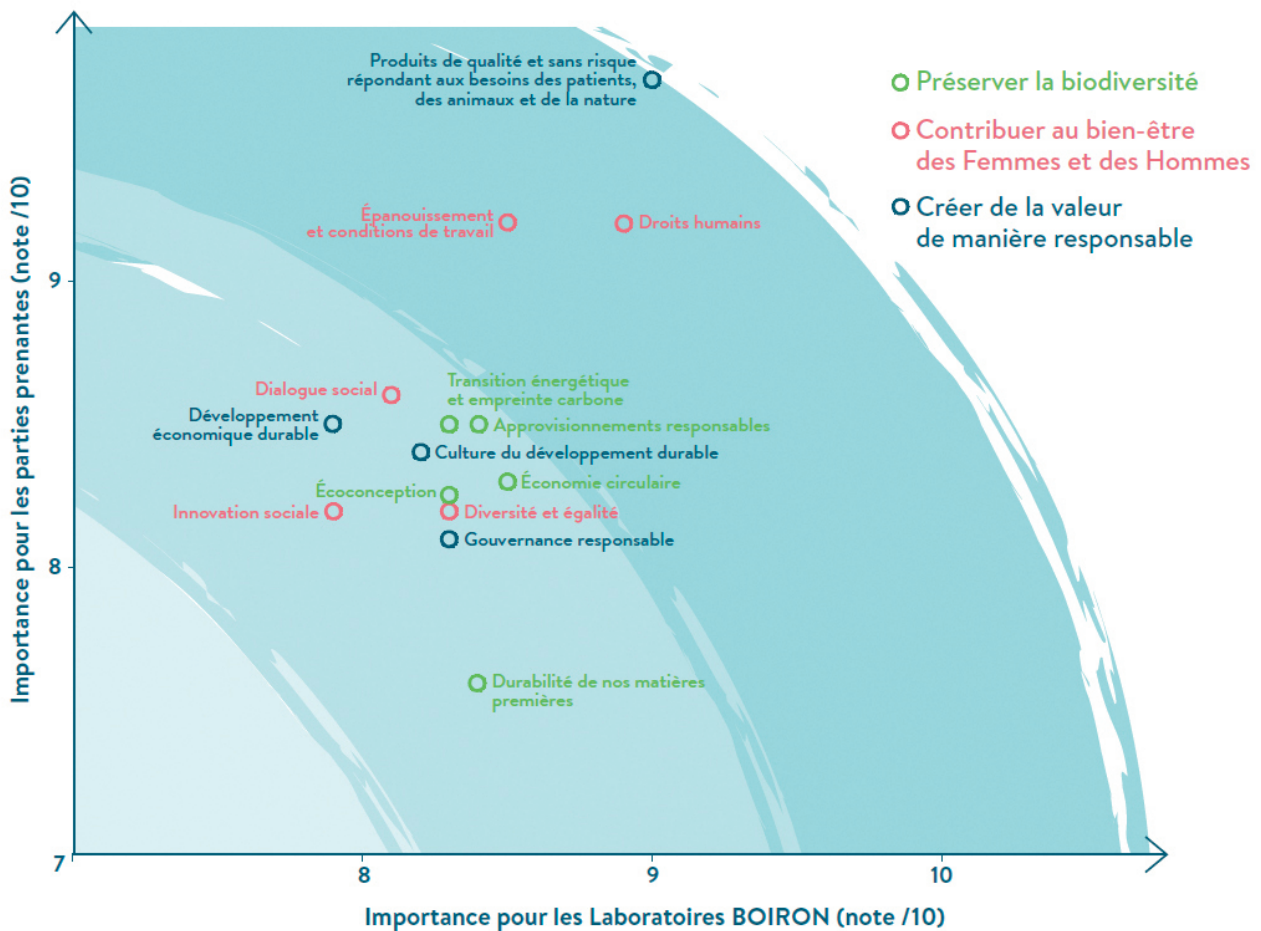 Produits de qualité et sans risque
répondant aux besoins des patients,
des animaux et de la nature
Préserver la biodiversité
Contribuer au bien-être
des Femmes et des Hommes
Créer de la valeur
de manière responsable
Épanouissement
et conditions de travail
Droits humains
Importance pour les parties prenantes (note /10)
9
Transition énergétique
et empreinte carbone
Dialogue social
Développement
économique durable
Approvisionnements responsables
Culture du développement durable
Économie circulaire
Écoconception
Innovation sociale
Diversité et égalité
Gouvernance responsable
8
Durabilité de nos matières
premières
7
8
9
10
Importance pour les Laboratoires BOIRON (note /10)